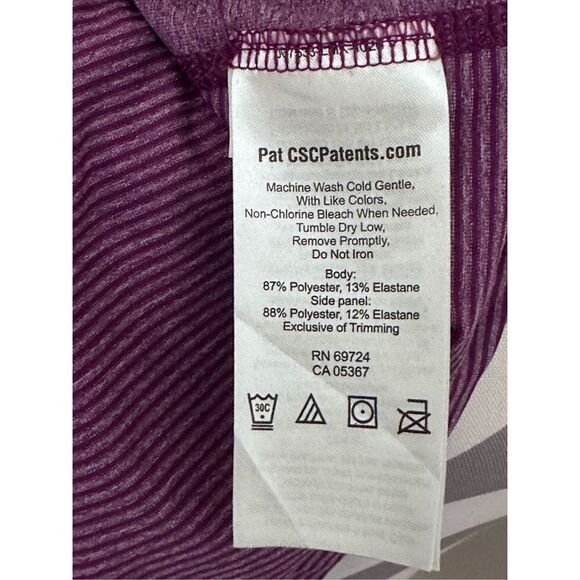 Pat CSCPatents.com
Machine Wash Cold Gentle,
With Like Colors,
Non-Chlorine Bleach When Needed,
Tumble Dry Low,
Remove Promptly,
Do Not Iron
Body:
87% Polyester, 13% Elastane
Side panel:
88% Polyester, 12% Elastane
Exclusive of Trimming
RN 69724
CA 05367
30C